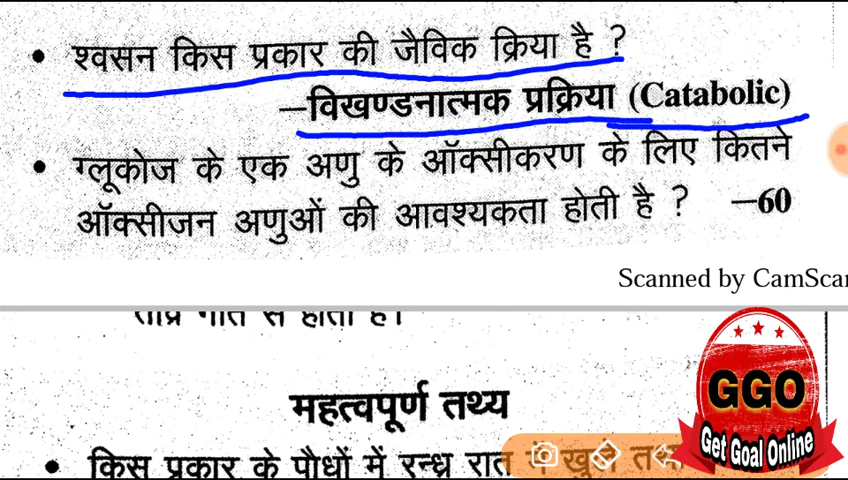 • श्वसन किस प्रकार की जैविक क्रिया है ?
–विखण्डनात्मक प्रक्रिया (Catabolic)
• ग्लूकोज के एक अणु के ऑक्सीकरण के लिए कितने
ऑक्सीजन अणुओं की आवश्यकता होती है ? –60
Scanned by CamScan
महत्वपूर्ण तथ्य
• किस प्रकार के पौधों में रन्ध्र रात
GGO
Get Goal Online